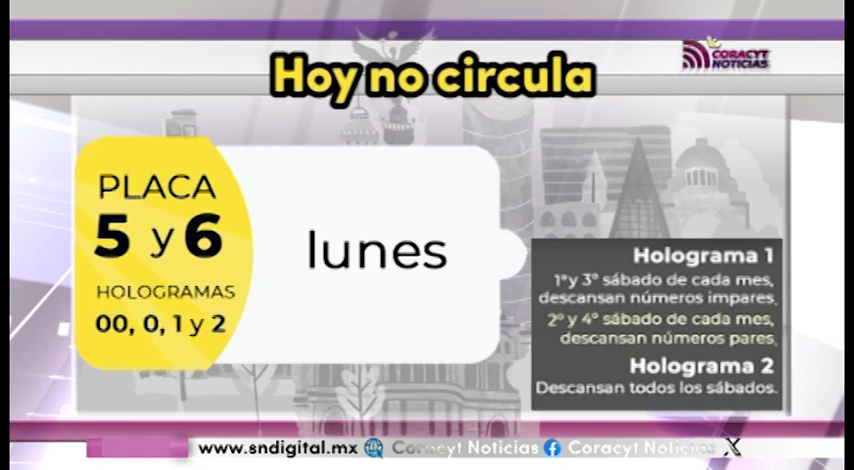 Hoy no circula
CORACYT
NOTICIAS
PLACA
5 y 6
HOLOGRAMAS
00, 0, 1 y 2
lunes
Holograma 1
1º y 3º sábado de cada mes,
descansan números impares.
2º y 4º sábado de cada mes,
descansan números pares.
Holograma 2
Descansan todos los sábados.
www.sndigital.mx Coracyt Noticias Coracyt Noticias X